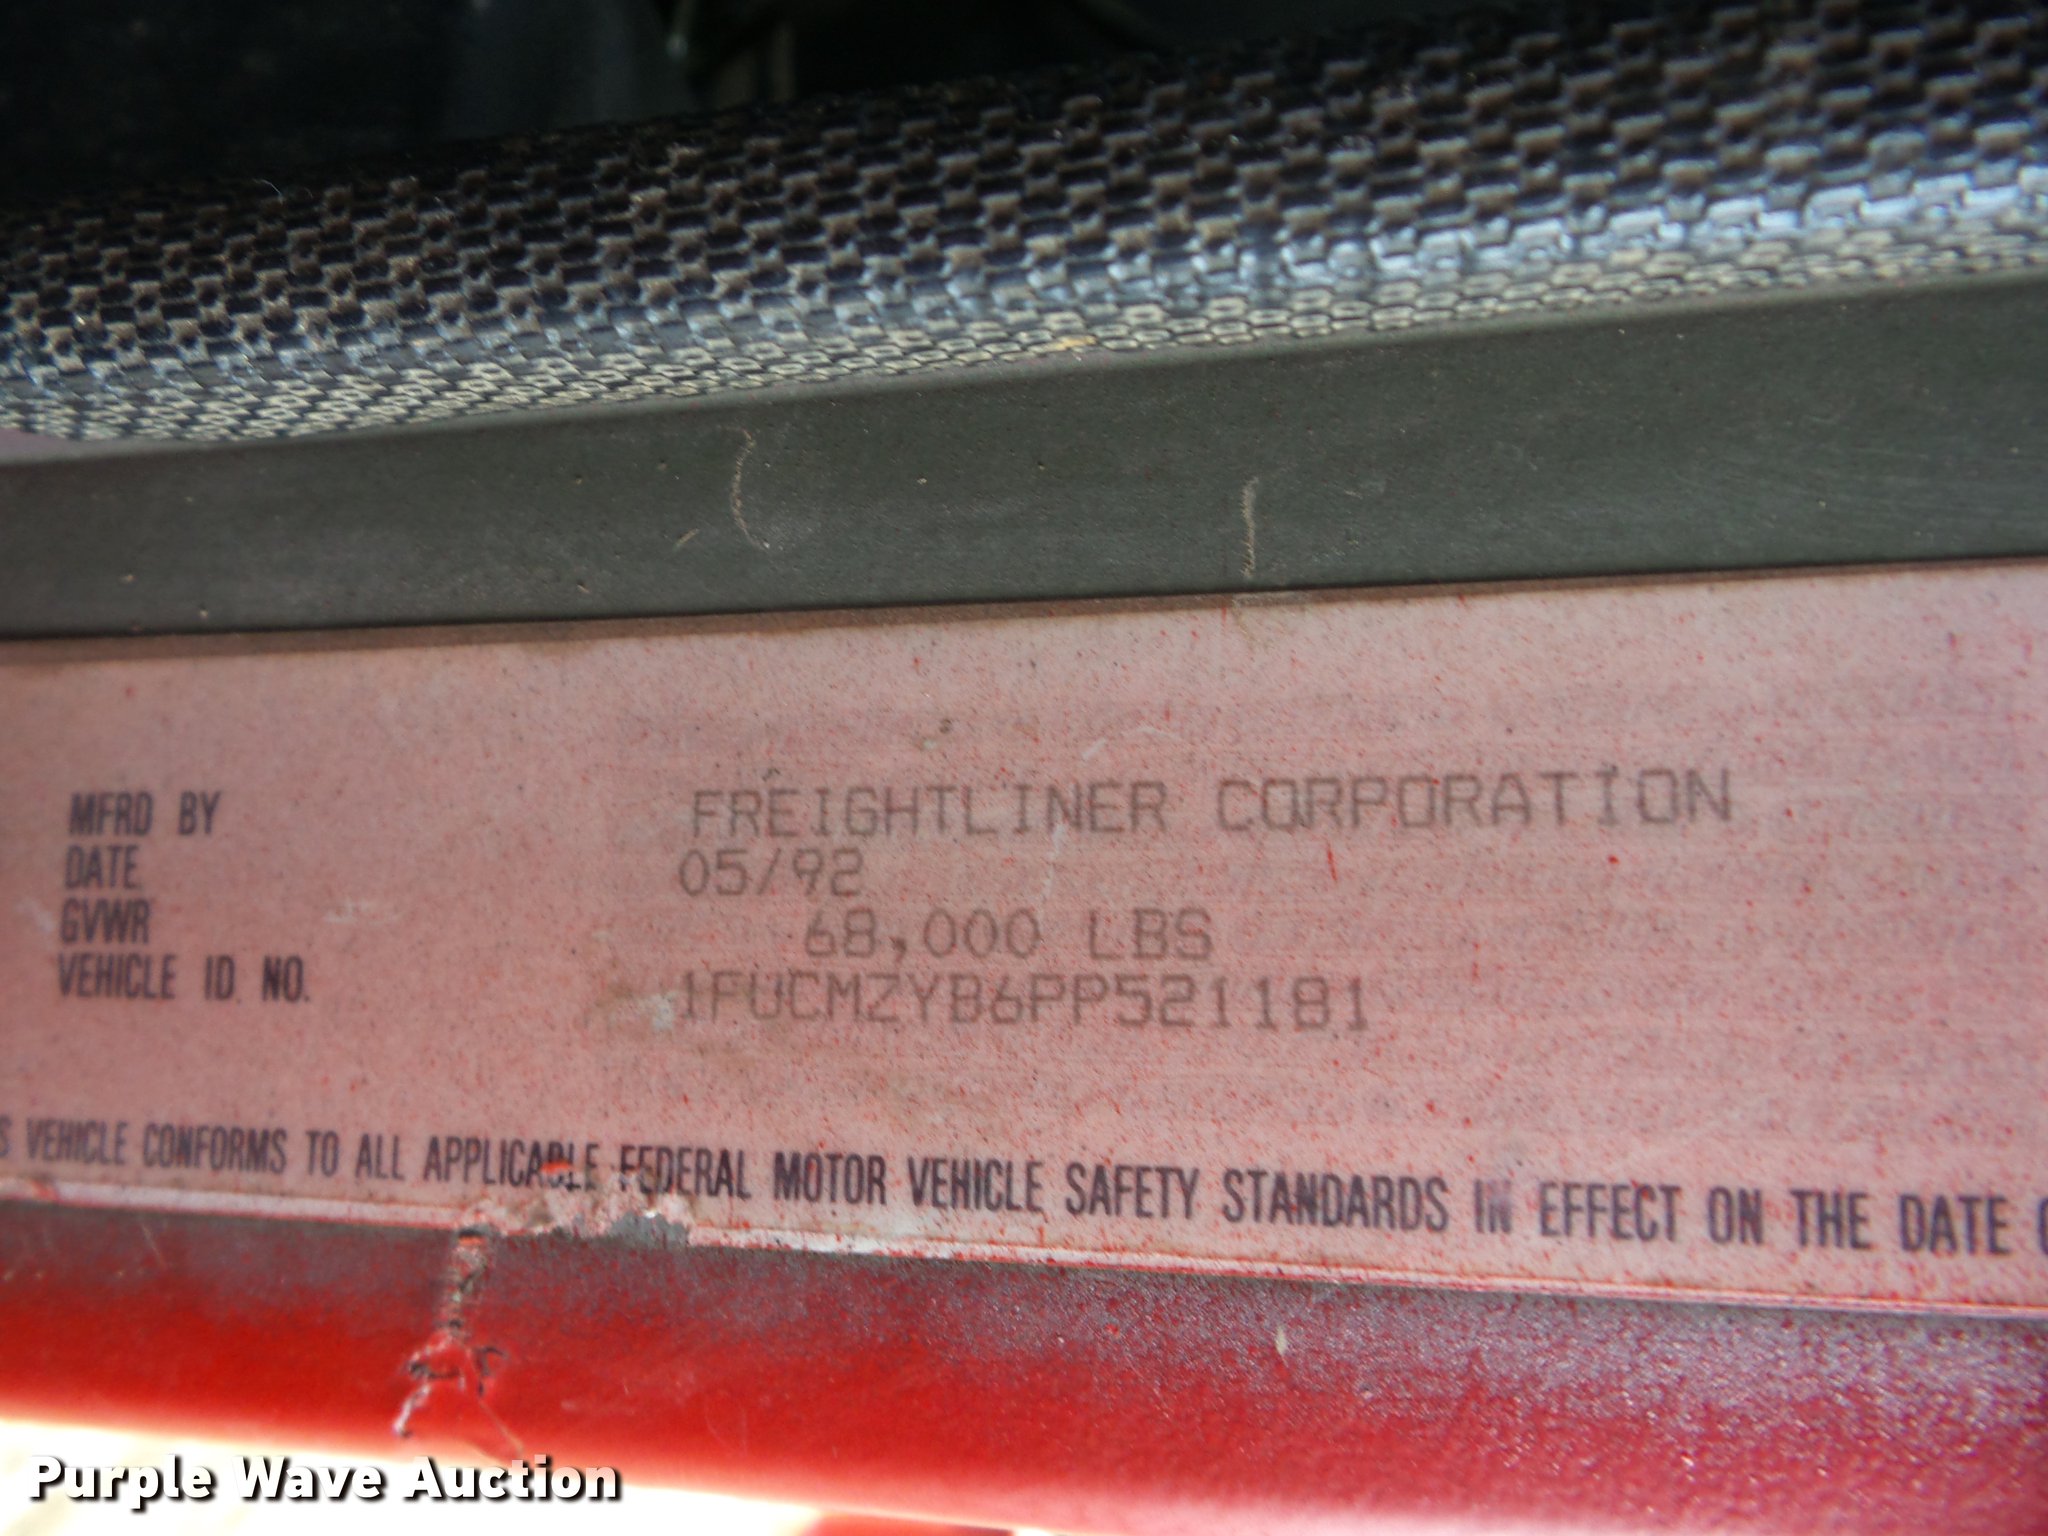 MFRD BY FREIGHTLINER CORPORATION
DATE 05/92
GVWR 68,000 LBS
VEHICLE ID. NO. 1FUCMZYB6PP521181
VEHICLE CONFORMS TO ALL APPLICABLE FEDERAL MOTOR VEHICLE SAFETY STANDARDS IN EFFECT ON THE DATE
Purple Wave Auction